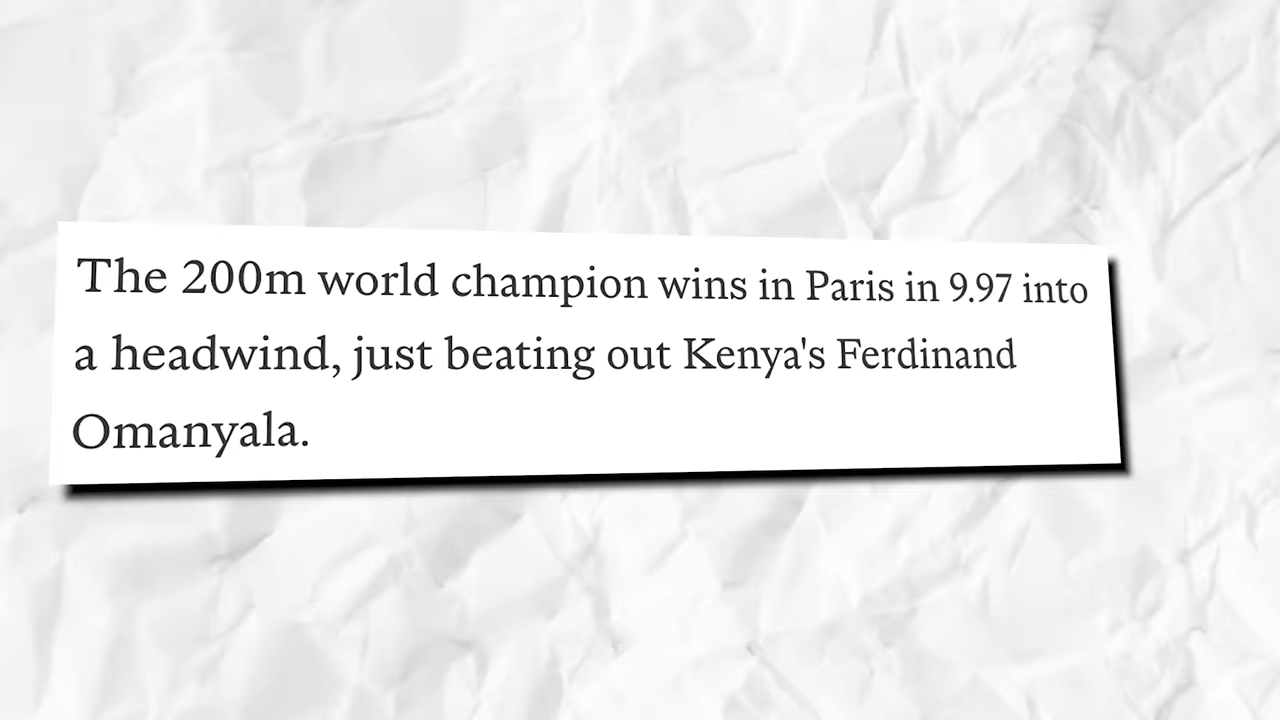 The 200m world champion wins in Paris in 9.97 into
a headwind, just beating out Kenya's Ferdinand
Omanyala.